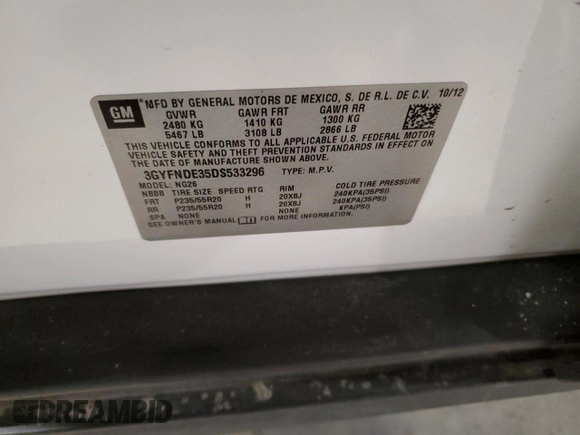 GM
MFD BY GENERAL MOTORS DE MEXICO, S. DE R.L. DE C.V. 10/12
GVWR GAWR FRT GAWR RR
2480 KG 1410 KG 1300 KG
5467 LB 3108 LB 2866 LB
THIS VEHICLE CONFORMS TO ALL APPLICABLE U.S. FEDERAL MOTOR
VEHICLE SAFETY, BUMPER, AND THEFT PREVENTION STANDARDS IN EFFECT ON
THE DATE OF MANUFACTURE SHOWN ABOVE.
3GYFNDE35DS533296 TYPE: M.P.V.
MODEL: NG26
NBBB TIRE SIZE SPEED RTG RIM COLD TIRE PRESSURE
FRT P235/55R20 H 20X8J 240KPA(35PSI)
RR P235/55R20 H 20X8J 240KPA(35PSI)
SPA NONE NONE KPA(PSI)
SEE OWNER'S MANUAL FOR MORE INFORMATION.
DREAMBID